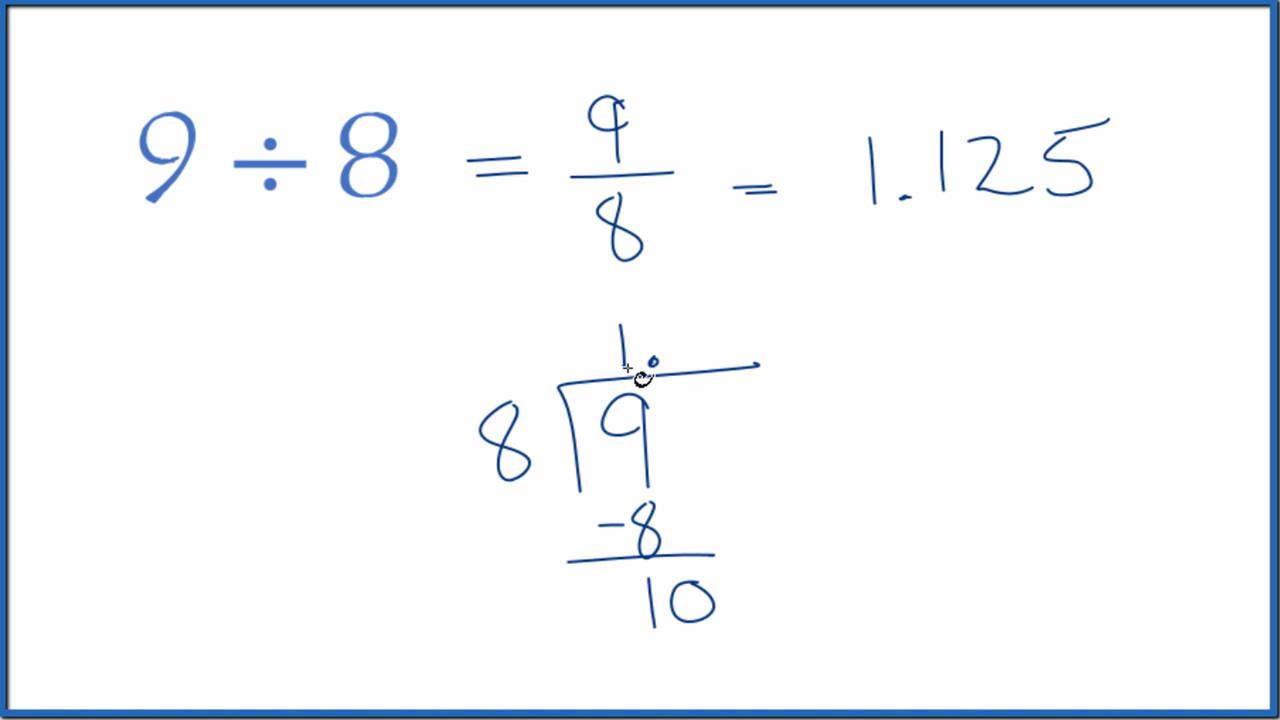 9 ÷ 8 = 9/8 = 1.125
1.
8 9
-8
10